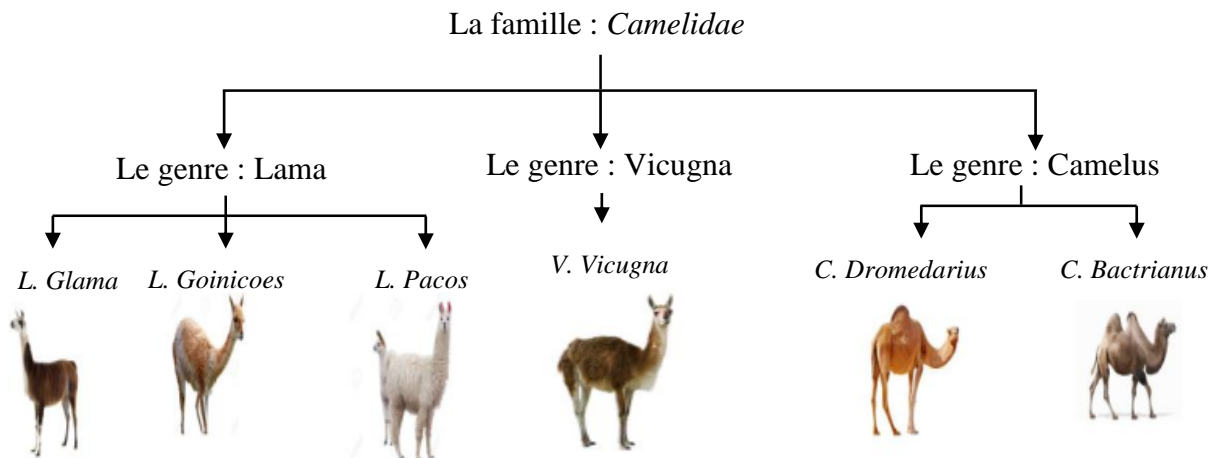 La famille : Camelidae
Le genre : Lama
Le genre : Vicugna
Le genre : Camelus
L. Glama
L. Goinicoes
L. Pacos
V. Vicugna
C. Dromedarius
C. Bactrianus